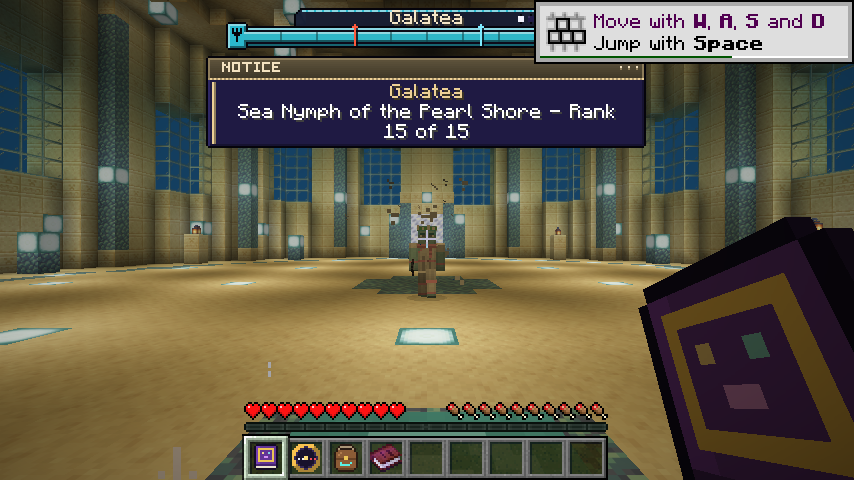 Galatea
Move with W, A, S and D
Jump with Space
NOTICE
...
Galatea
Sea Nymph of the Pearl Shore – Rank
15 of 15